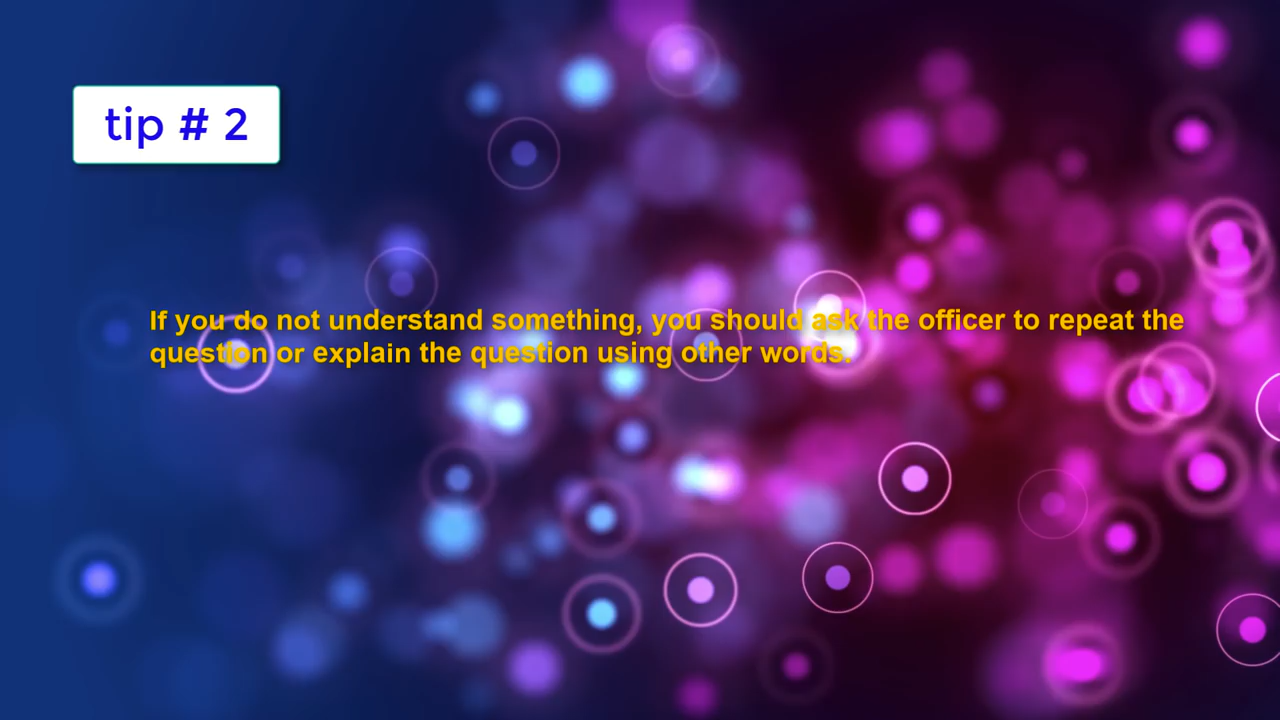 tip # 2
If you do not understand something, you should ask the officer to repeat the
question or explain the question using other words.